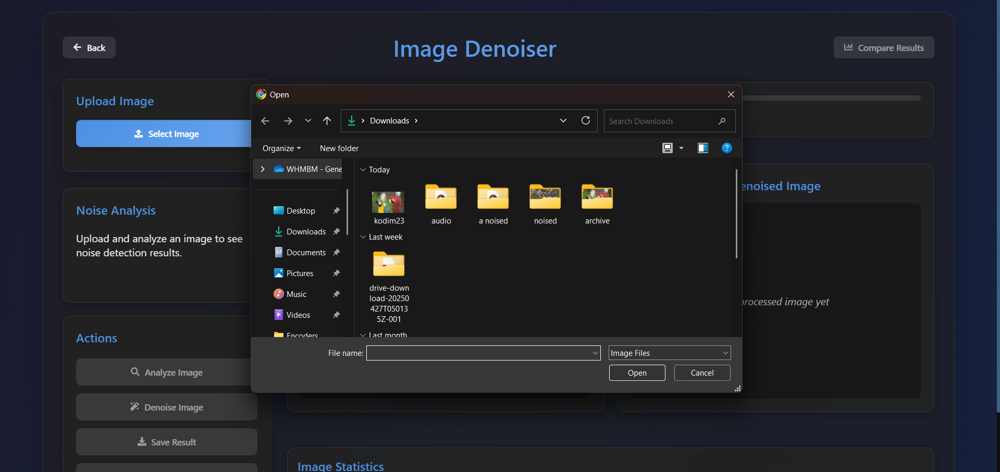 Back
Image Denoiser
Compare Results
Upload Image
Select Image
Noise Analysis
Upload and analyze an image to see
noise detection results.
Actions
Analyze Image
Denoise Image
Save Result
Open
Downloads
Search Downloads
Organize
New folder
WHMBM - Gene
Desktop
Downloads
Documents
Pictures
Music
Videos
Encoders
Today
kodim23
audio
a noised
noised
archive
Last week
drive-down
load-20250
427T05013
5Z-001
Last month
File name:
Image Files
Open
Cancel
enoised Image
processed image yet
Image Statistics